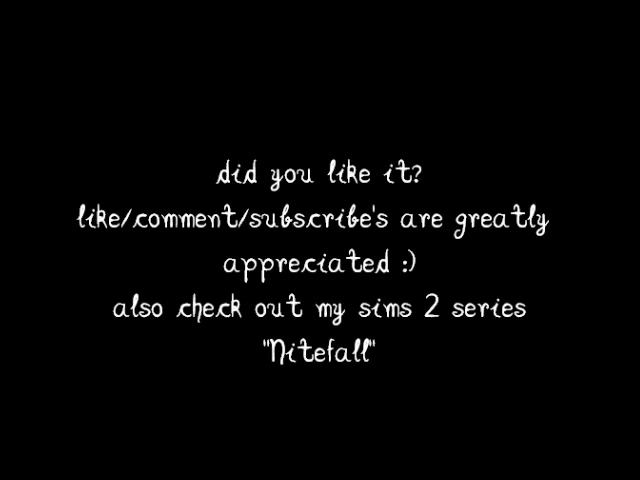 did you like it?
like/comment/subscribe's are greatly
appreciated :)
also check out my sims 2 series
"Nitefall"